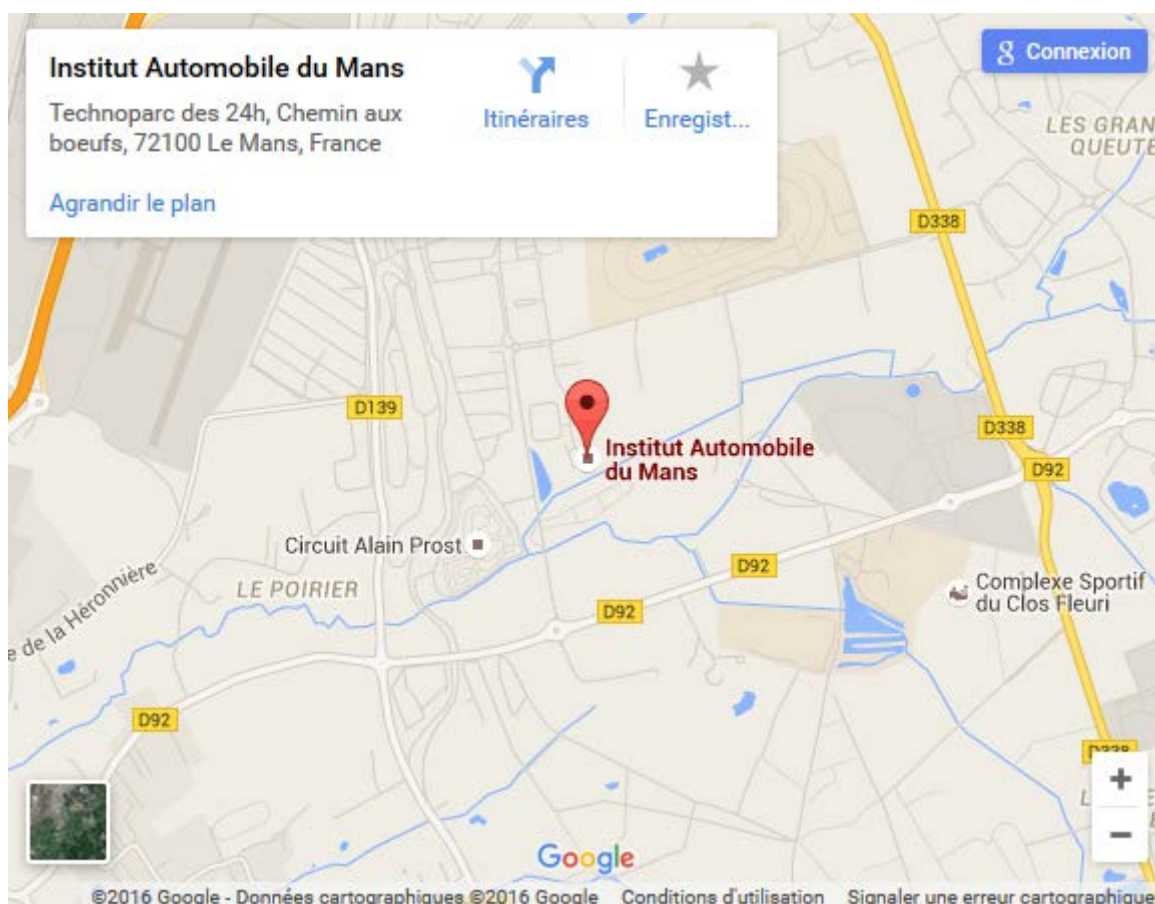 Institut Automobile du Mans
Technoparc des 24h, Chemin aux
boeufs, 72100 Le Mans, France
Agrandir le plan
Itinéraires
Enregist...
g Connexion
LES GRAN
QUEUTE
D338
D139
D338
Institut Automobile
du Mans
D92
Circuit Alain Prost
D92
LE POIRIER
Complexe Sportif
du Clos Fleuri
D92
e de la Héronnière
D92
D338
+
−
Google
©2016 Google - Données cartographiques ©2016 Google Conditions d'utilisation Signaler une erreur cartographique